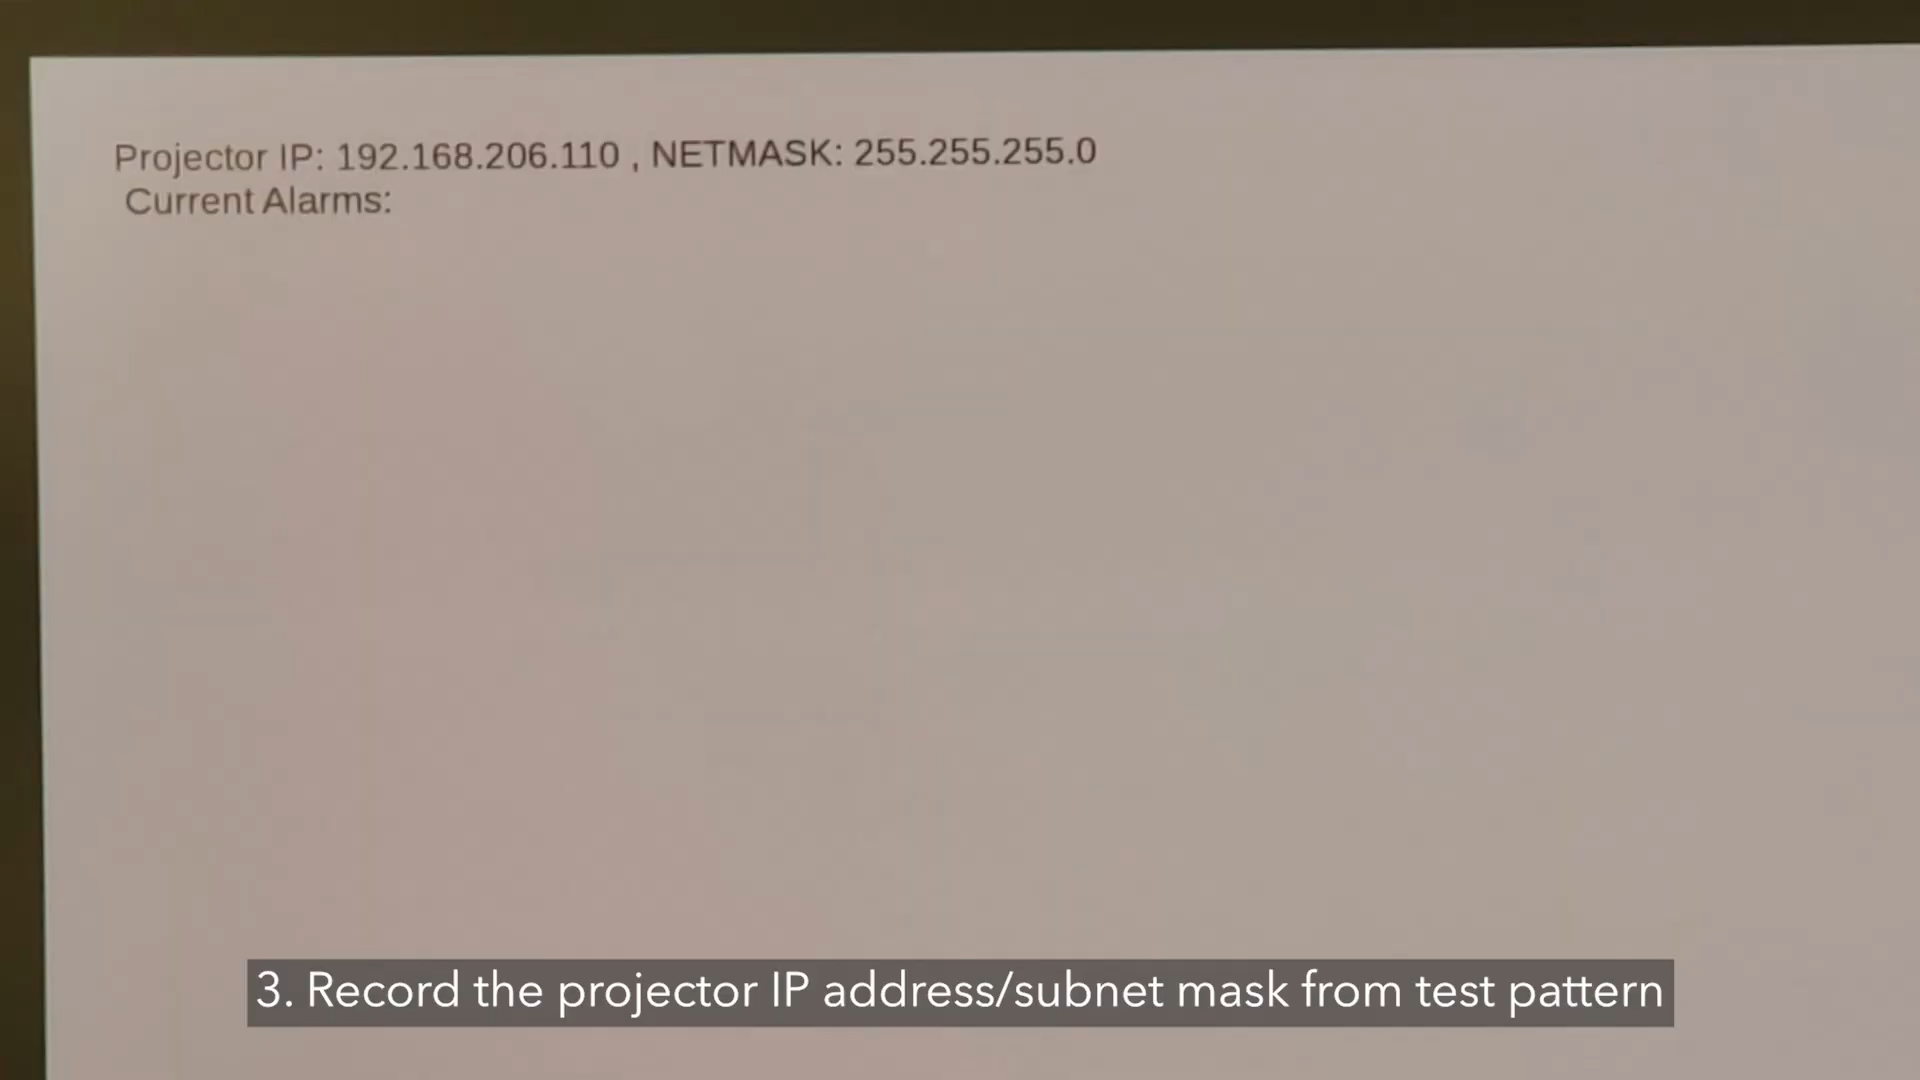 Projector IP: 192.168.206.110 , NETMASK: 255.255.255.0
Current Alarms:
3. Record the projector IP address/subnet mask from test pattern